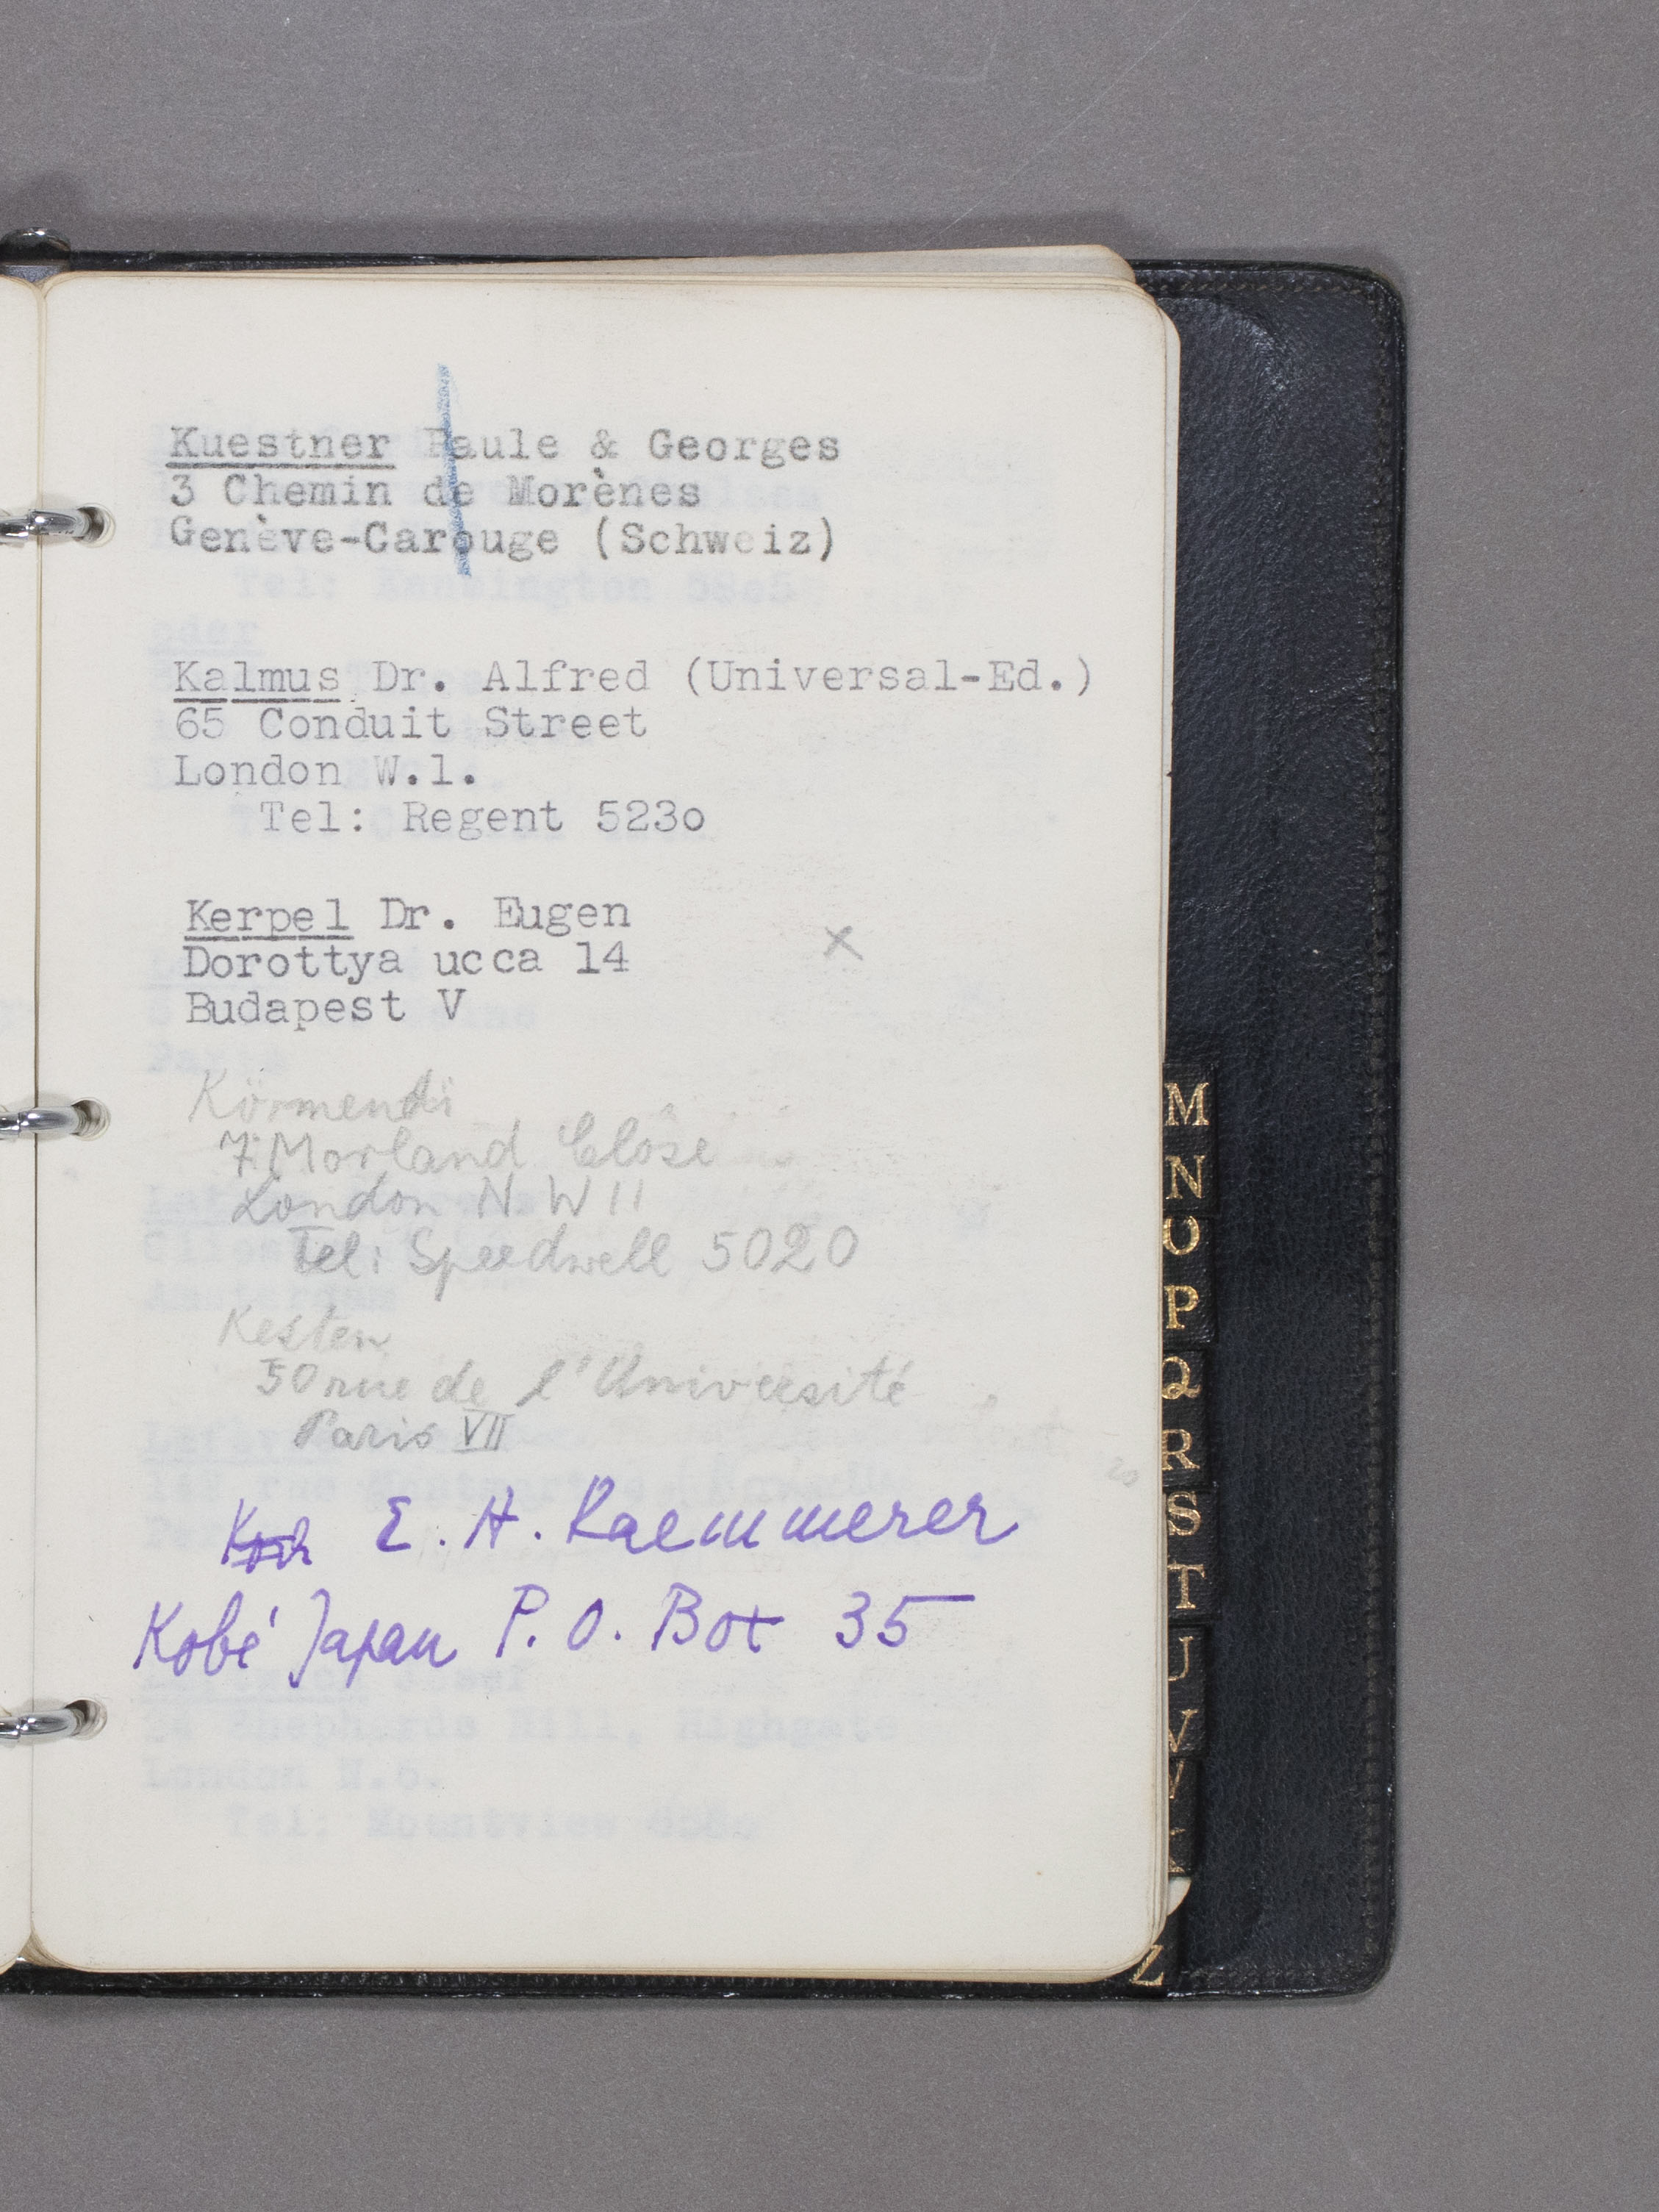 Kuestner Paule & Georges
3 Chemin de Morènes
Genève-Carouge (Schweiz)
Kalmus Dr. Alfred (Universal-Ed.)
65 Conduit Street
London W.1.
Tel: Regent 523o
Kerpel Dr. Eugen
Dorottya ucca 14
Budapest V
Körmendi
7 Morland Close
London N. W 11
Tel: Speedwell 5020
Kesten
50 rue de l'Université
Paris VII
E. H. Kaemmerer
Kobé Japan P. O. Box 35
M
N
O
P
Q
R
S
T
U
V
W
Z